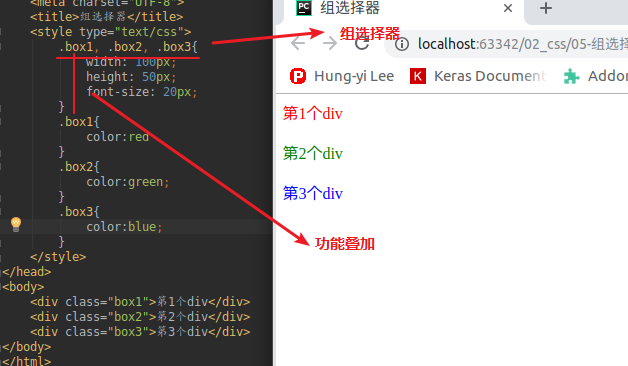 <meta charset="UTF-8">
<title>组选择器</title>
<style type="text/css">
.box1, .box2, .box3{
width: 100px;
height: 50px;
font-size: 20px;
}
.box1{
color:red
}
.box2{
color:green;
}
.box3{
color:blue;
}
</style>
</head>
<body>
<div class="box1">第1个div</div>
<div class="box2">第2个div</div>
<div class="box3">第3个div</div>
</body>
</html>
PC 组选择器
组选择器
localhost:63342/02_css/05-组选择
Hung-yi Lee K Keras Document Addon
第1个div
第2个div
第3个div
功能叠加